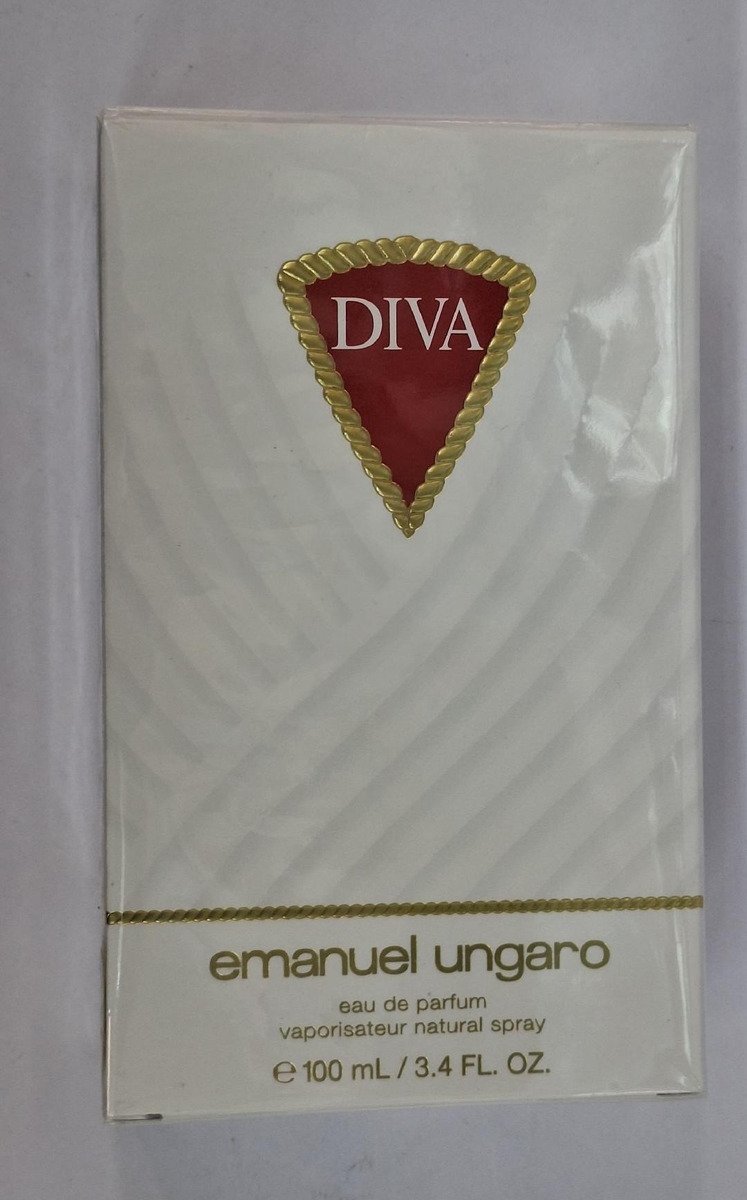 DIVA
emanuel ungaro
eau de parfum
vaporisateur natural spray
℮ 100 mL / 3.4 FL. OZ.